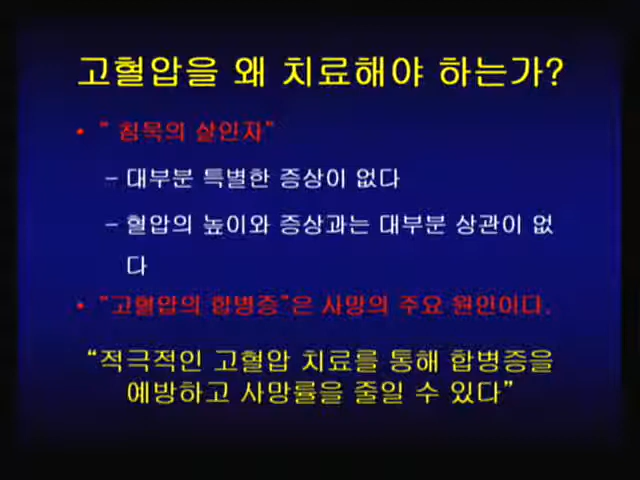 고혈압을 왜 치료해야 하는가?
• " 침묵의 살인자"
– 대부분 특별한 증상이 없다
– 혈압의 높이와 증상과는 대부분 상관이 없
다
• "고혈압의 합병증"은 사망의 주요 원인이다.
“적극적인 고혈압 치료를 통해 합병증을
예방하고 사망률을 줄일 수 있다”